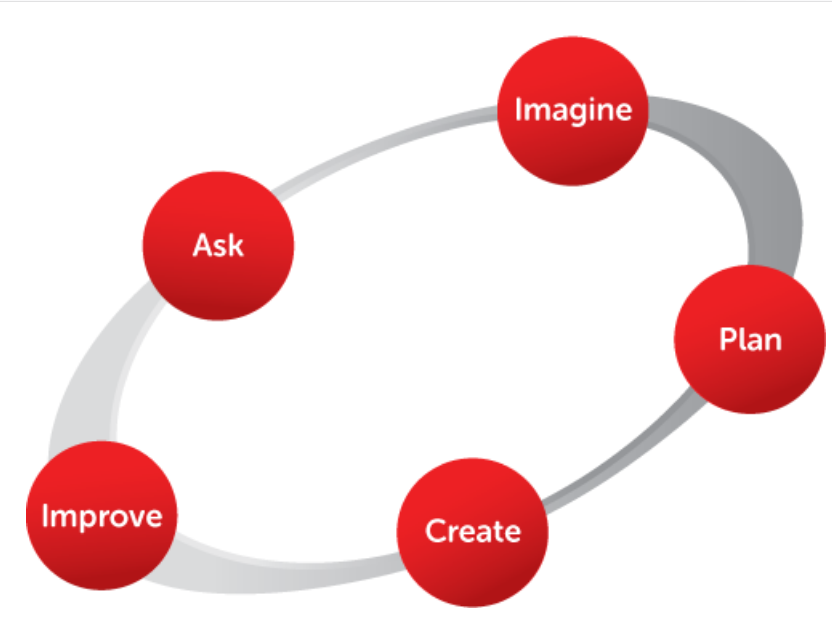 Imagine
Ask
Plan
Improve
Create